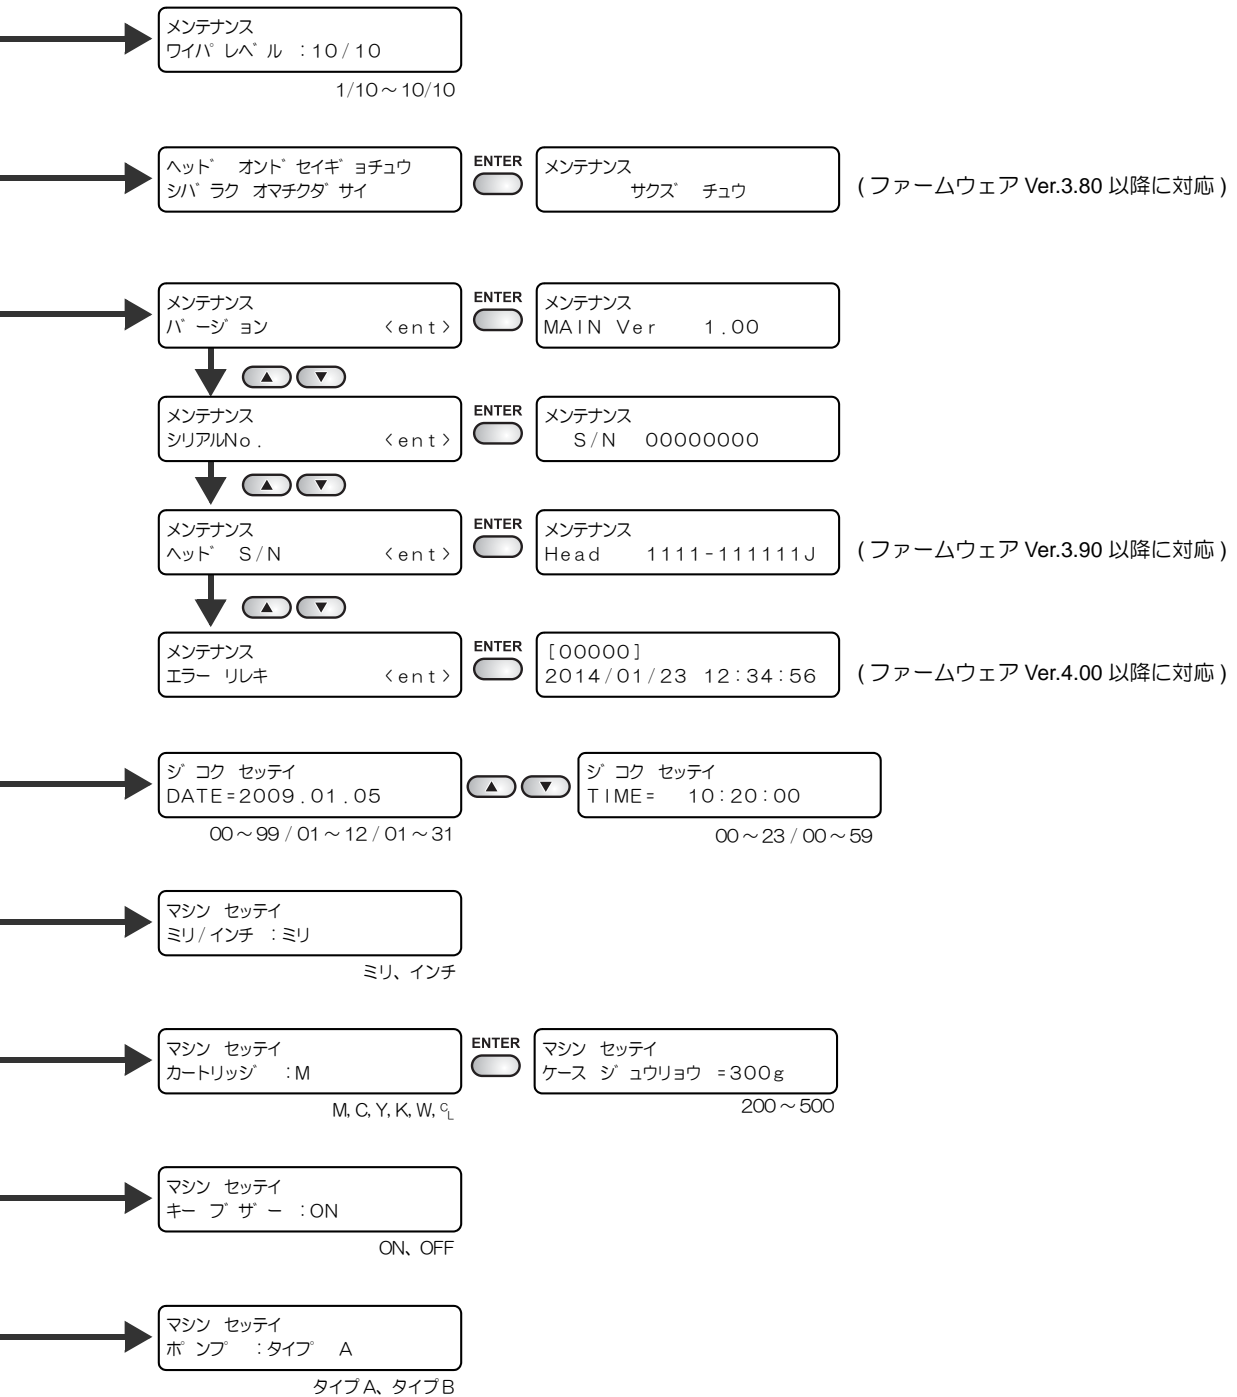 メンテナンス
ワイパ゜レベ゛ル :10/10
1/10～10/10
ヘッド゛ オンド゛セイギ゛ョチュウ
シバ゛ラク オマチクダ゛サイ
ENTER
メンテナンス
サクズ゛ チュウ
(ファームウェア Ver.3.80 以降に対応)
メンテナンス
バ゛ージ゛ョン <ent>
ENTER
メンテナンス
MAIN Ver 1.00
メンテナンス
シリアルNo. <ent>
ENTER
メンテナンス
S/N 00000000
メンテナンス
ヘッド゛ S/N <ent>
ENTER
メンテナンス
Head 1111-111111J
(ファームウェア Ver.3.90 以降に対応)
メンテナンス
エラー リレキ <ent>
ENTER
[00000]
2014/01/23 12:34:56
(ファームウェア Ver.4.00 以降に対応)
ジ゛コク セッテイ
DATE=2009.01.05
00～99 / 01～12 / 01～31
ジ゛コク セッテイ
TIME= 10:20:00
00～23 / 00～59
マシン セッテイ
ミリ/インチ :ミリ
ミリ、インチ
マシン セッテイ
カートリッジ゛ :M
M, C, Y, K, W, CL
ENTER
マシン セッテイ
ケース ジ゛ュウリョウ =300g
200～500
マシン セッテイ
キー ブ゛ザ゛ー :ON
ON、OFF
マシン セッテイ
ポ゜ンプ゜ :タイプ゜ A
タイプA、タイプB